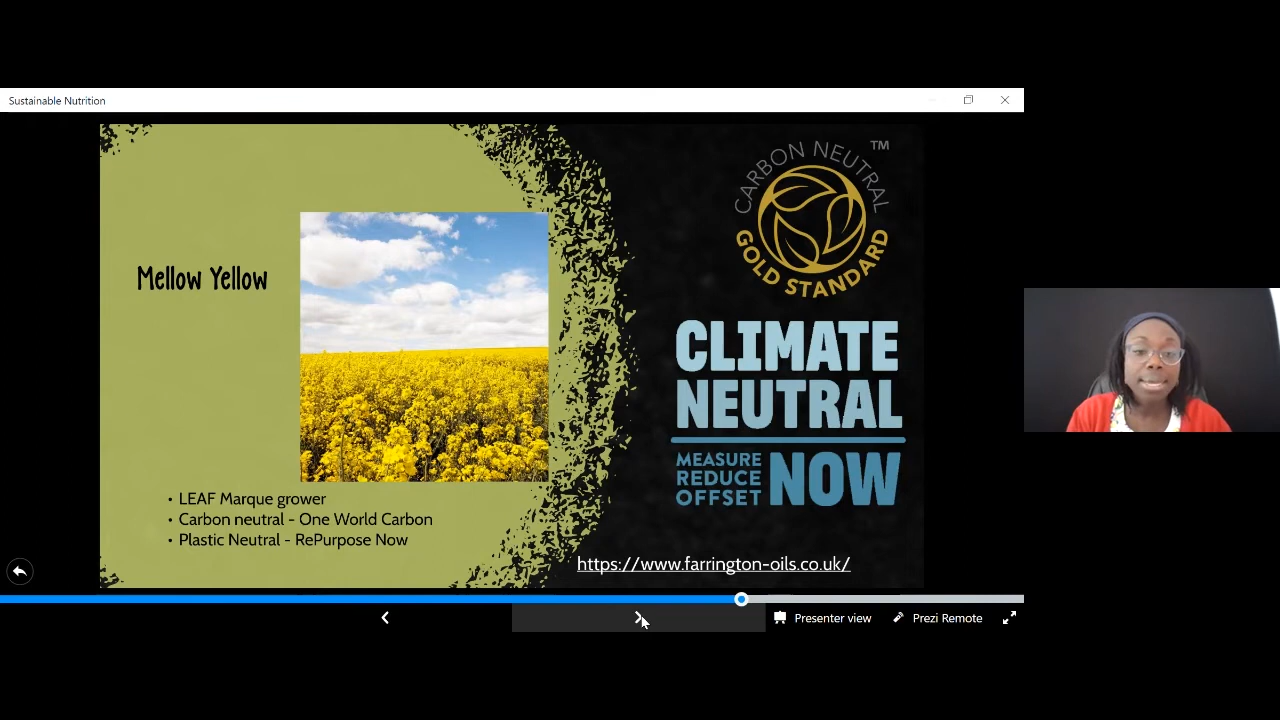 Sustainable Nutrition
Mellow Yellow
LEAF Marque grower
Carbon neutral - One World Carbon
Plastic Neutral - RePurpose Now
CARBON NEUTRAL TM
GOLD STANDARD
CLIMATE
NEUTRAL
MEASURE
REDUCE
OFFSET
NOW
https://www.farrington-oils.co.uk/
Presenter view
Prezi Remote